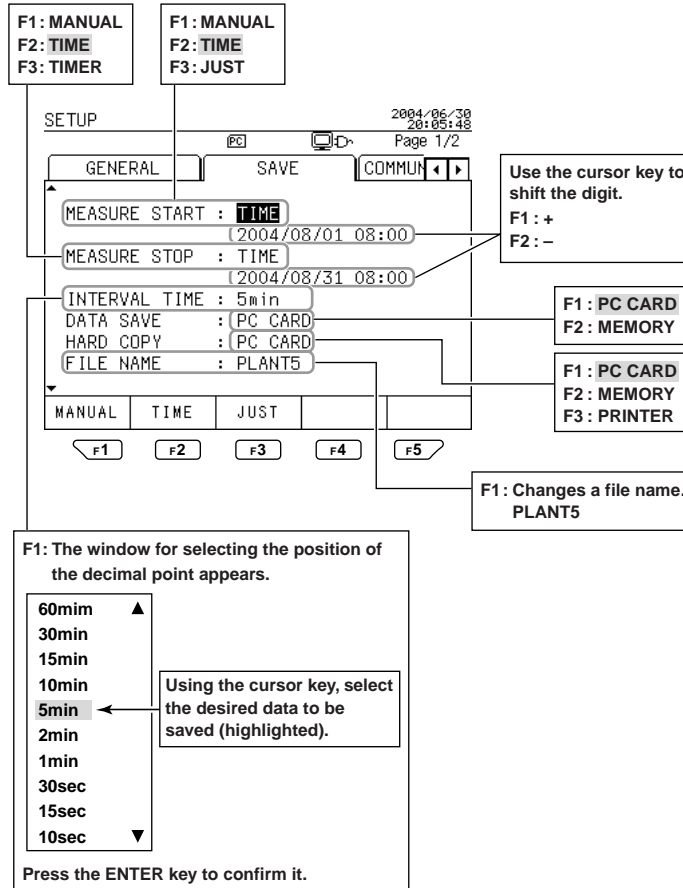 F1: MANUAL
F2: TIME
F3: TIMER
F1: MANUAL
F2: TIME
F3: JUST
SETUP
2004/06/30
20:05:48
PC
Page 1/2
GENERAL
SAVE
COMMUN
MEASURE START : TIME
(2004/08/01 08:00)
MEASURE STOP : TIME
(2004/08/31 08:00)
INTERVAL TIME : 5min
DATA SAVE : (PC CARD)
HARD COPY : (PC CARD)
FILE NAME : PLANT5
MANUAL TIME JUST
F1 F2 F3 F4 F5
Use the cursor key to
shift the digit.
F1 : +
F2 : –
F1 : PC CARD
F2 : MEMORY
F1 : PC CARD
F2 : MEMORY
F3 : PRINTER
F1 : Changes a file name.
PLANT5
F1: The window for selecting the position of
the decimal point appears.
60mim
30min
15min
10min
5min
2min
1min
30sec
15sec
10sec
Using the cursor key, select
the desired data to be
saved (highlighted).
Press the ENTER key to confirm it.